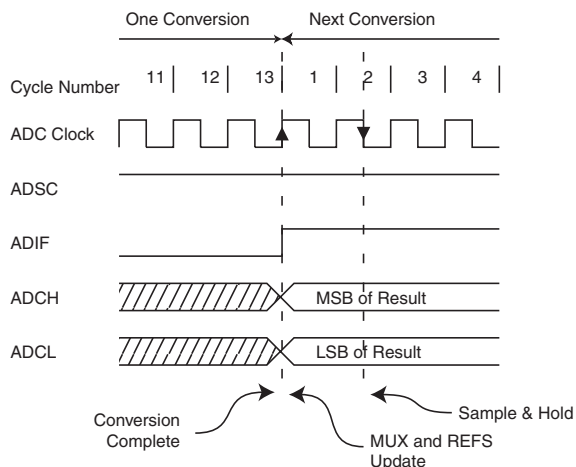 One Conversion Next Conversion
Cycle Number 11 12 13 1 2 3 4
ADC Clock
ADSC
ADIF
ADCH MSB of Result
ADCL LSB of Result
Sample & Hold
Conversion
Complete
MUX and REFS
Update